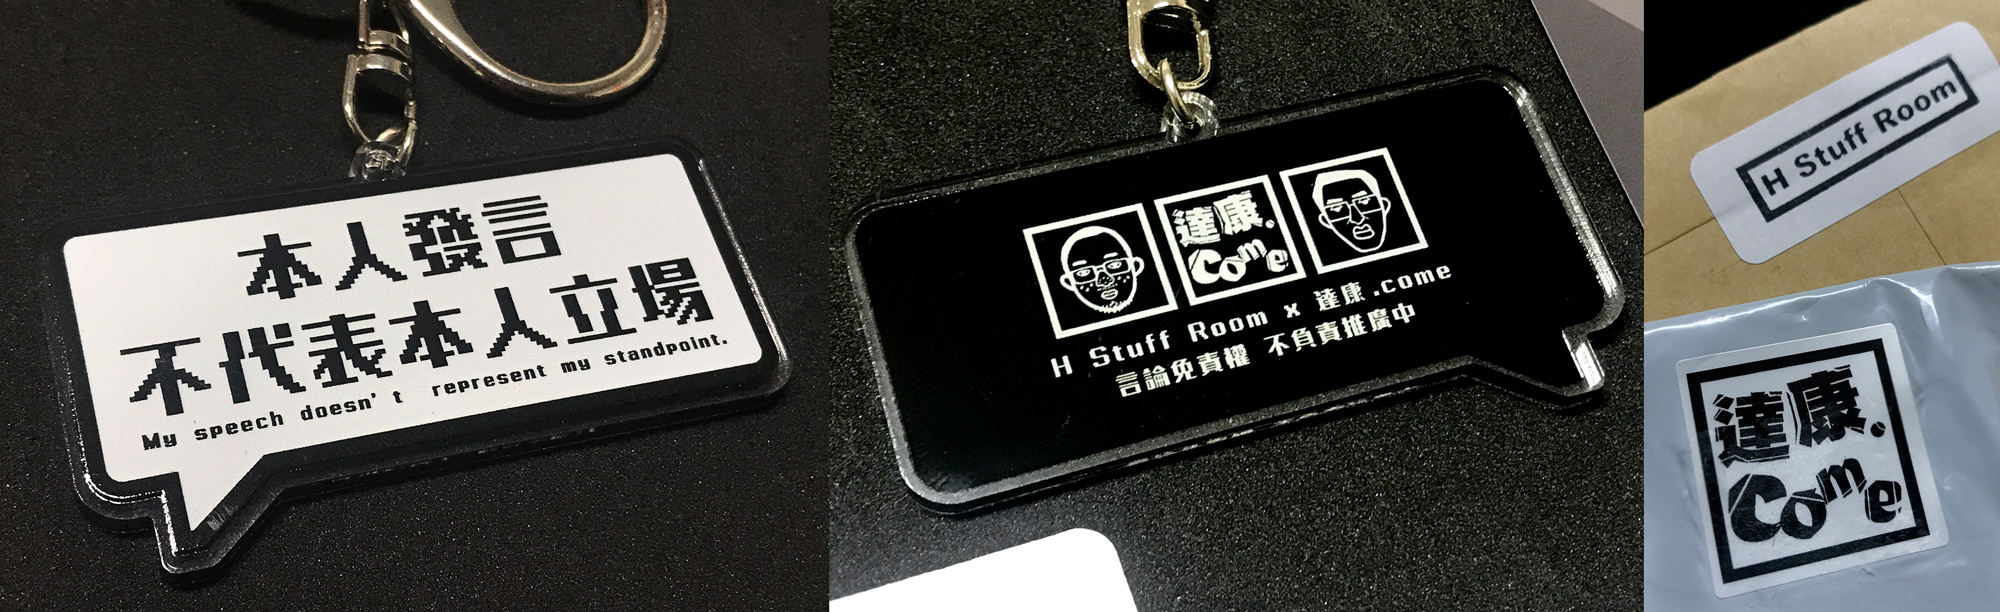 本人發言
不代表本人立場
My speech doesn't represent my standpoint.
達康.
Come
H Stuff Room x 達康.come
言論免責權 不負責推廣中
H Stuff Room
達康.
Come